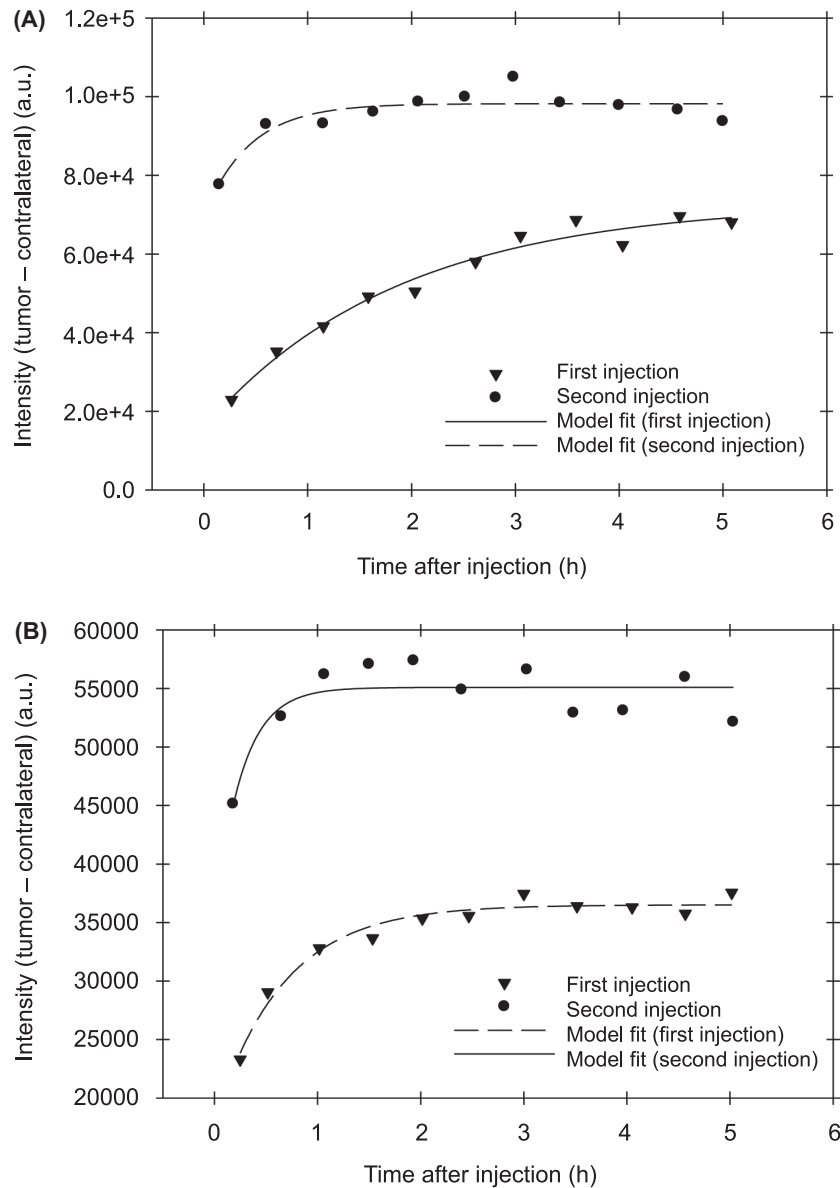 (A)
1.2e+5
1.0e+5
8.0e+4
6.0e+4
4.0e+4
2.0e+4
0.0
Intensity (tumor – contralateral) (a.u.)
First injection
Second injection
Model fit (first injection)
Model fit (second injection)
0 1 2 3 4 5 6
Time after injection (h)
(B)
60000
55000
50000
45000
40000
35000
30000
25000
20000
Intensity (tumor – contralateral) (a.u.)
First injection
Second injection
Model fit (first injection)
Model fit (second injection)
0 1 2 3 4 5 6
Time after injection (h)